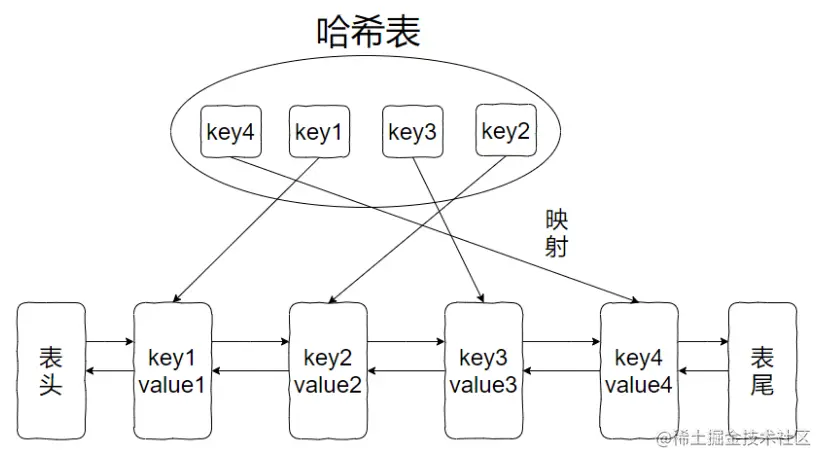 哈希表
key4
key1
key3
key2
映
射
表
头
key1
value1
key2
value2
key3
value3
key4
value4
表
尾
@稀土掘金技术社区